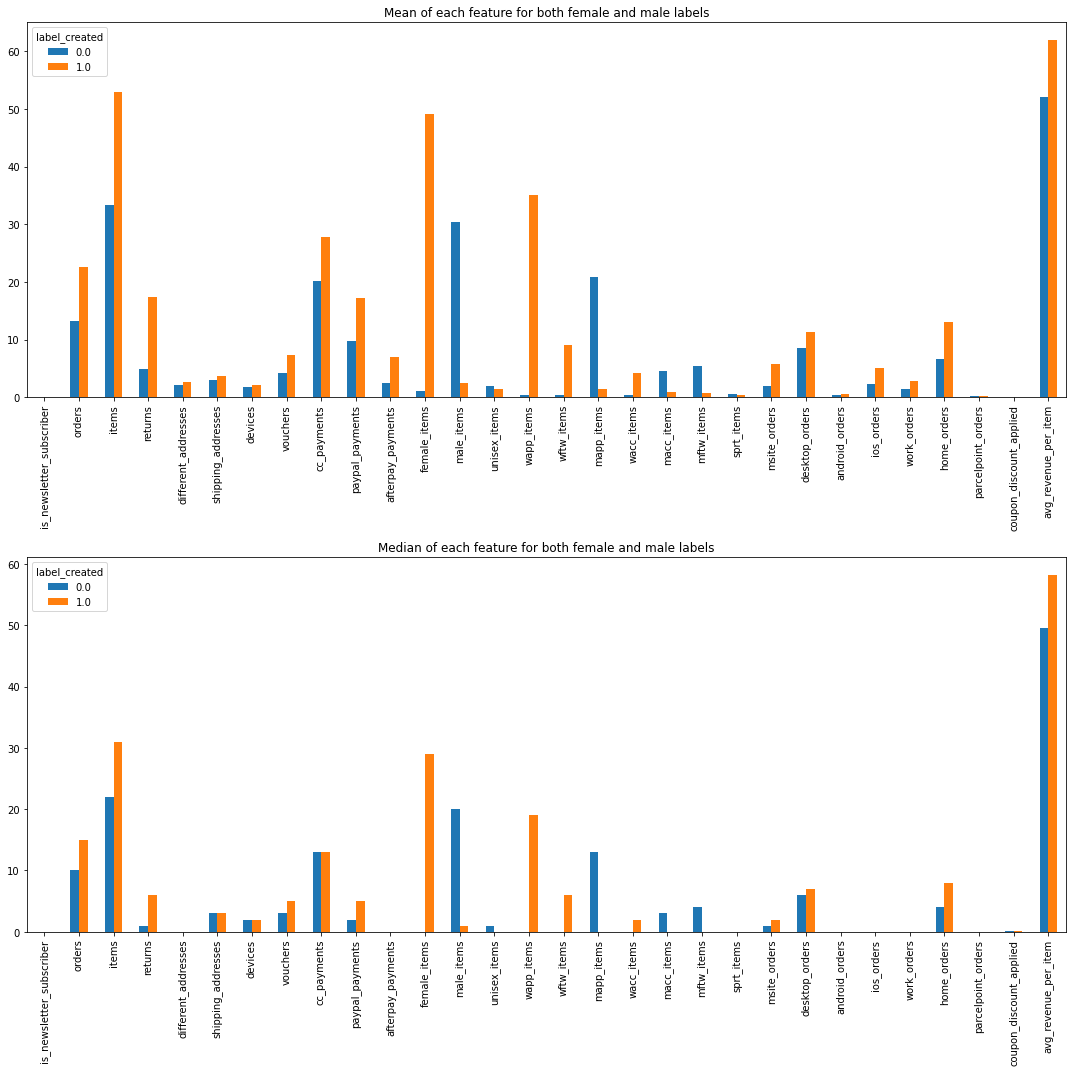 Mean of each feature for both female and male labels
label_created
0.0
1.0
60
50
40
30
20
10
0
is_newsletter_subscriber
orders
items
returns
different_addresses
shipping_addresses
devices
vouchers
cc_payments
paypal_payments
afterpay_payments
female_items
male_items
unisex_items
wapp_items
wftw_items
mapp_items
wacc_items
macc_items
mftw_items
sprt_items
msite_orders
desktop_orders
android_orders
ios_orders
work_orders
home_orders
parcelpoint_orders
coupon_discount_applied
avg_revenue_per_item
Median of each feature for both female and male labels
label_created
0.0
1.0
60
50
40
30
20
10
0
is_newsletter_subscriber
orders
items
returns
different_addresses
shipping_addresses
devices
vouchers
cc_payments
paypal_payments
afterpay_payments
female_items
male_items
unisex_items
wapp_items
wftw_items
mapp_items
wacc_items
macc_items
mftw_items
sprt_items
msite_orders
desktop_orders
android_orders
ios_orders
work_orders
home_orders
parcelpoint_orders
coupon_discount_applied
avg_revenue_per_item